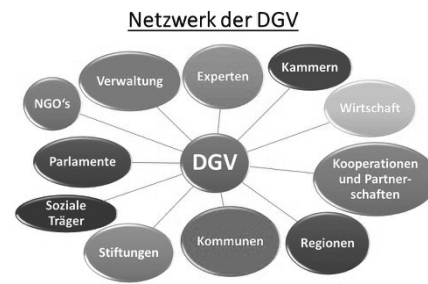 Netzwerk der DGV
Verwaltung
Experten
Kammern
NGO's
Wirtschaft
Parlamente
DGV
Kooperationen
und Partner-
schaften
Soziale
Träger
Stiftungen
Kommunen
Regionen